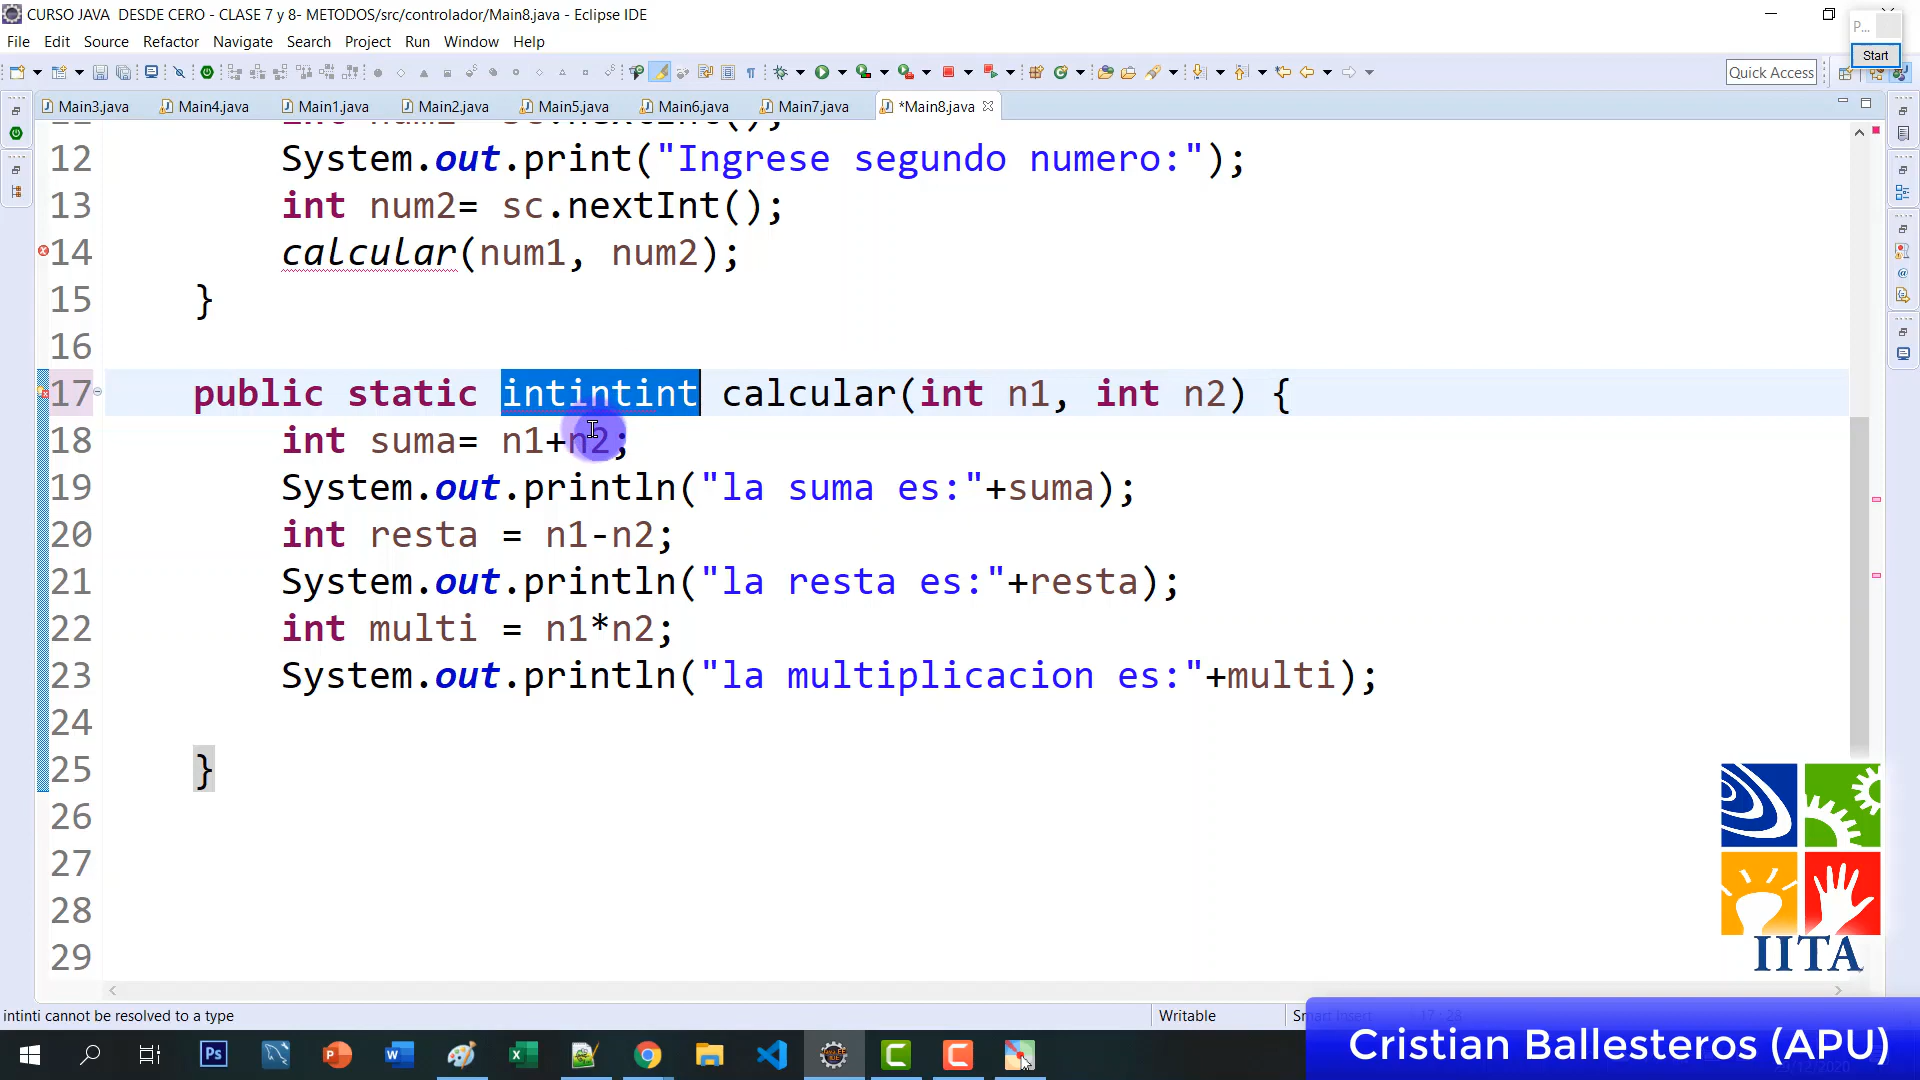 CURSO JAVA  DESDE CERO - CLASE 7 y 8- METODOS/src/controlador/Main8.java - Eclipse IDE
P...
File Edit Source Refactor Navigate Search Project Run Window Help
Start
Quick Access
Main3.java Main4.java Main1.java Main2.java Main5.java Main6.java Main7.java *Main8.java
12 System.out.print("Ingrese segundo numero:");
13 int num2= sc.nextInt();
14 calcular(num1, num2);
15 }
16
17 public static intintint calcular(int n1, int n2) {
18 int suma= n1+n2;
19 System.out.println("la suma es:"+suma);
20 int resta = n1-n2;
21 System.out.println("la resta es:"+resta);
22 int multi = n1*n2;
23 System.out.println("la multiplicacion es:"+multi);
24
25 }
26
27
28
29
IITA
intinti cannot be resolved to a type
Writable
Cristian Ballesteros (APU)